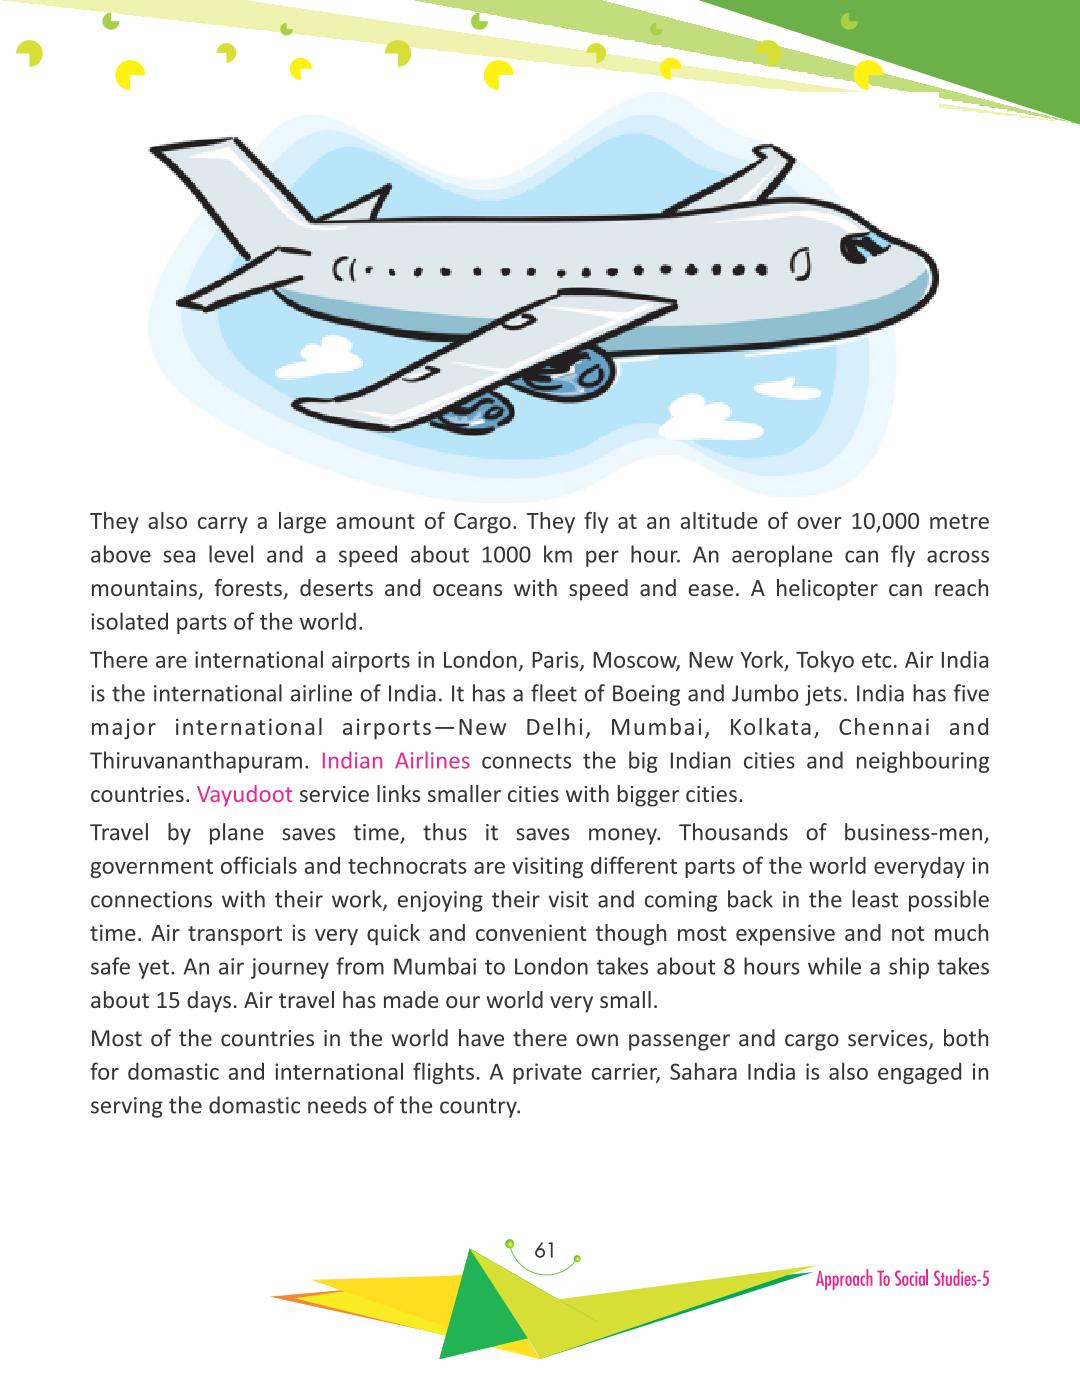 They also carry a large amount of Cargo. They fly at an altitude of over 10,000 metre
above sea level and a speed about 1000 km per hour. An aeroplane can fly across
mountains, forests, deserts and oceans with speed and ease. A helicopter can reach
isolated parts of the world.
There are international airports in London, Paris, Moscow, New York, Tokyo etc. Air India
is the international airline of India. It has a fleet of Boeing and Jumbo jets. India has five
major international airports—New Delhi, Mumbai, Kolkata, Chennai and
Thiruvananthapuram. Indian Airlines connects the big Indian cities and neighbouring
countries. Vayudoot service links smaller cities with bigger cities.
Travel by plane saves time, thus it saves money. Thousands of business-men,
government officials and technocrats are visiting different parts of the world everyday in
connections with their work, enjoying their visit and coming back in the least possible
time. Air transport is very quick and convenient though most expensive and not much
safe yet. An air journey from Mumbai to London takes about 8 hours while a ship takes
about 15 days. Air travel has made our world very small.
Most of the countries in the world have there own passenger and cargo services, both
for domastic and international flights. A private carrier, Sahara India is also engaged in
serving the domastic needs of the country.
61
Approach To Social Studies-5